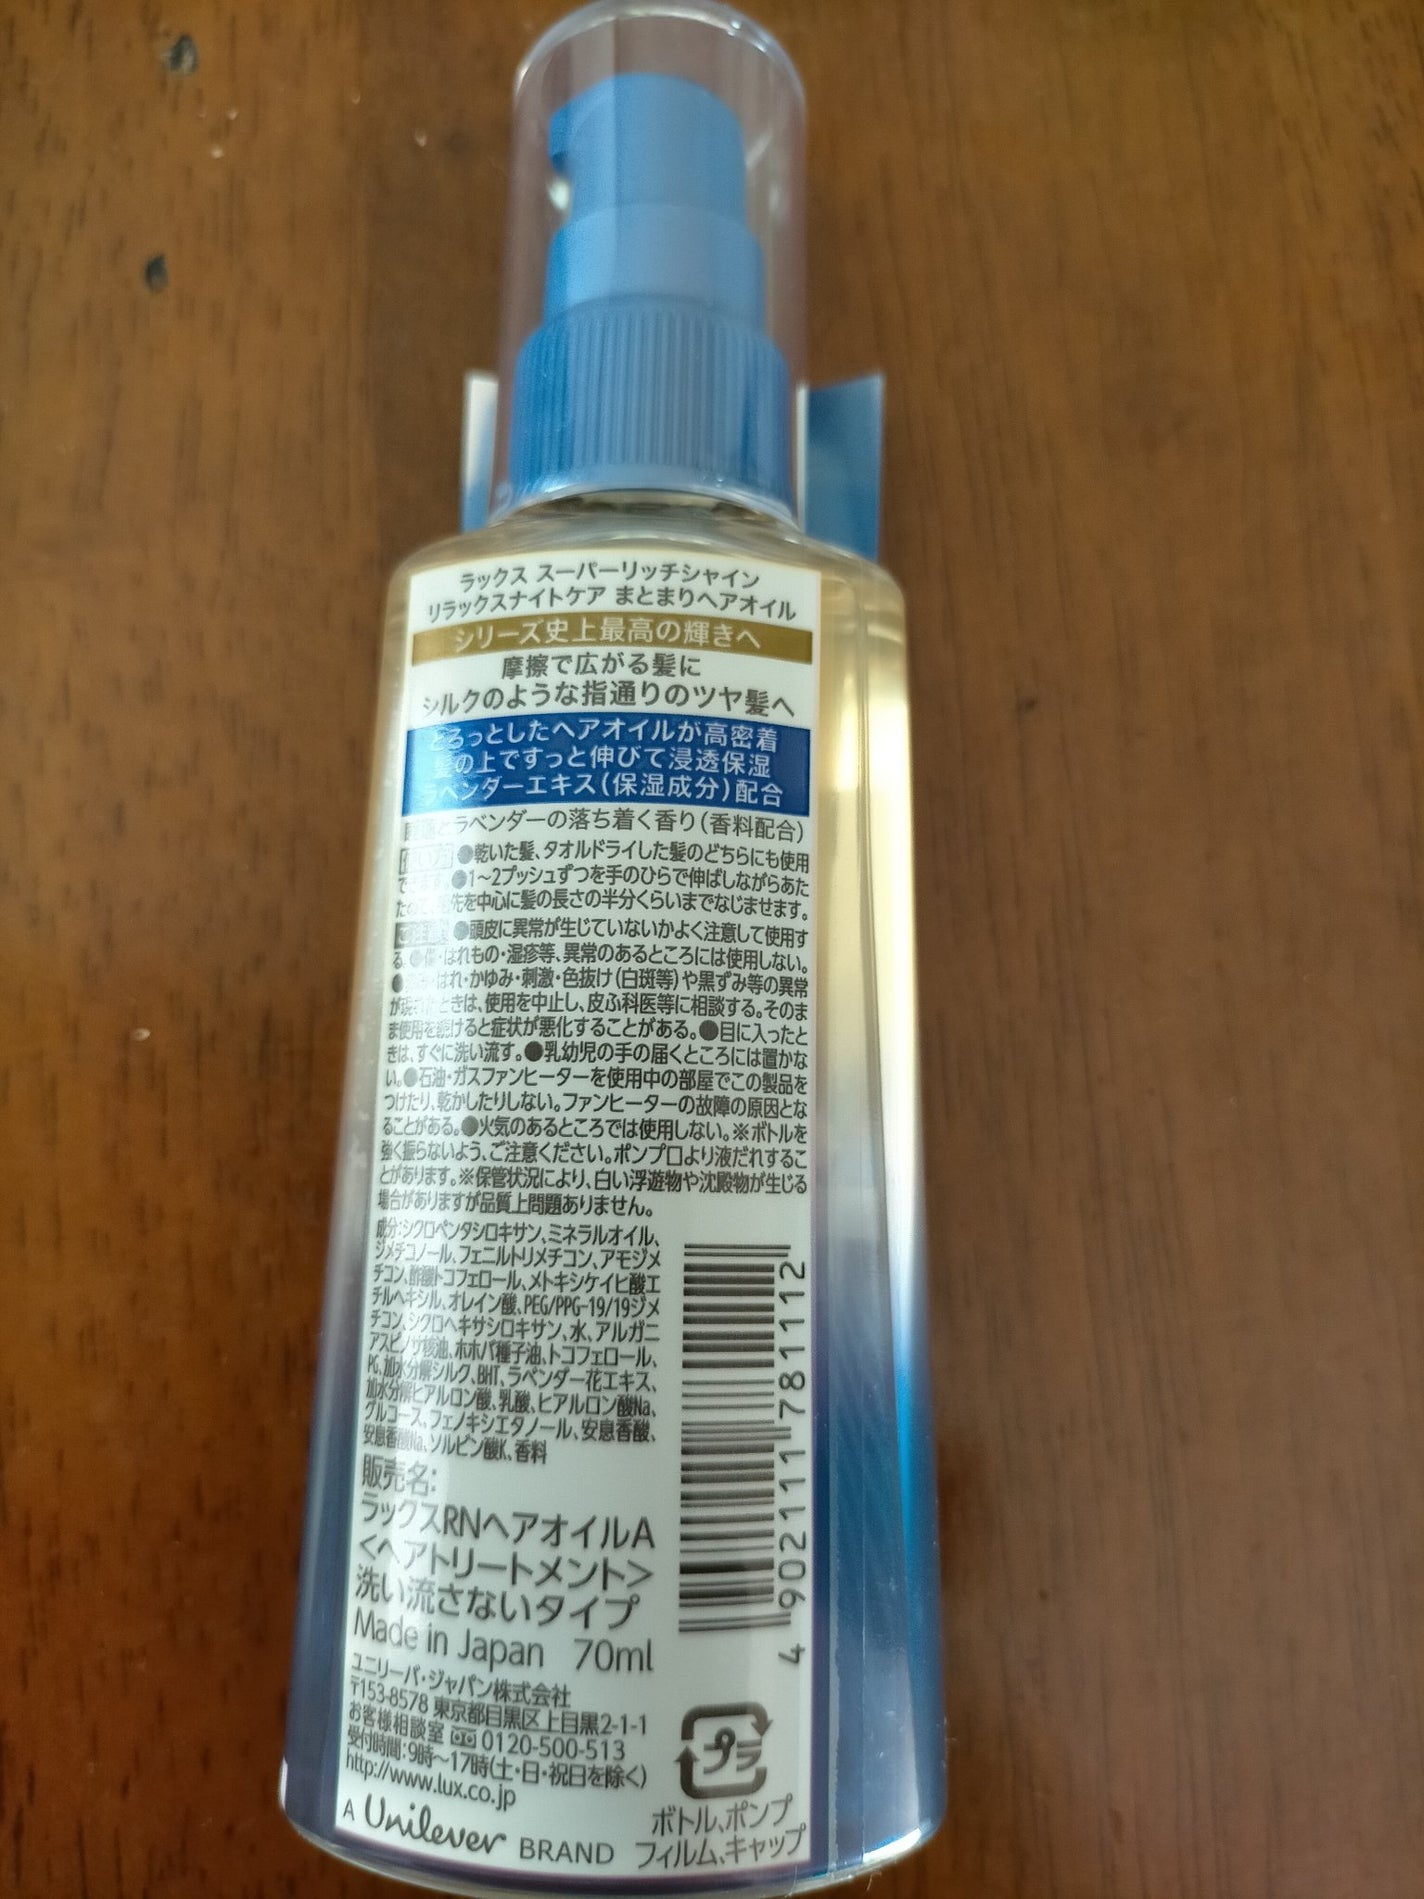 ラックス スーパーリッチシャイン
リラックスナイトケア まとまりヘアオイル
シリーズ史上最高の輝きへ
摩擦で広がる髪に
シルクのような指通りのツヤ髪へ
とろっとしたヘアオイルが高密着
髪の上ですっと伸びて浸透保湿
ラベンダーエキス(保湿成分)配合
とラベンダーの落ち着く香り(香料配合)
使い方 ●乾いた髪、タオルドライした髪のどちらにも使用
できます。●1~2プッシュずつを手のひらで伸ばしながらあた
ためて、毛先を中心に髪の長さの半分くらいまでなじませます。
ご注意 ●頭皮に異常が生じていないかよく注意して使用す
る。●傷・はれもの・湿疹等、異常のあるところには使用しない。
●赤み・はれ・かゆみ・刺激・色抜け(白斑等)や黒ずみ等の異常
が現れたときは、使用を中止し、皮ふ科医等に相談する。そのま
ま使用を続けると症状が悪化することがある。●目に入ったと
きは、すぐに洗い流す。●乳幼児の手の届くところには置かな
い。●石油・ガスファンヒーターを使用中の部屋でこの製品を
つけたり、乾かしたりしない。ファンヒーターの故障の原因とな
ることがある。●火気のあるところでは使用しない。※ボトルを
強く振らないよう、ご注意ください。ポンプ口より液だれするこ
とがあります。※保管状況により、白い浮遊物や沈殿物が生じる
場合がありますが品質上問題ありません。
成分:シクロペンタシロキサン、ミネラルオイル、
ジメチコノール、フェニルトリメチコン、アモジメ
チコン、酢酸トコフェロール、メトキシケイヒ酸エ
チルヘキシル、オレイン酸、PEG/PPG-19/19ジメ
チコン、シクロヘキサシロキサン、水、アルガニ
アスピノサ核油、ホホバ種子油、トコフェロール、
PG、加水分解シルク、BHT、ラベンダー花エキス、
加水分解ヒアルロン酸、乳酸、ヒアルロン酸Na、
グルコース、フェノキシエタノール、安息香酸、
安息香酸Na、ソルビン酸K、香料
販売名:
ラックスRNヘアオイルA
<ヘアトリートメント>
洗い流さないタイプ
Made in Japan 70ml
ユニリーバ・ジャパン株式会社
〒153-8578 東京都目黒区上目黒2-1-1
お客様相談室 0120-500-513
受付時間:9時~17時(土・日・祝日を除く)
http://www.lux.co.jp
A Unilever BRAND
4 902111 781112
プラ
ボトル、ポンプ
フィルム、キャップ